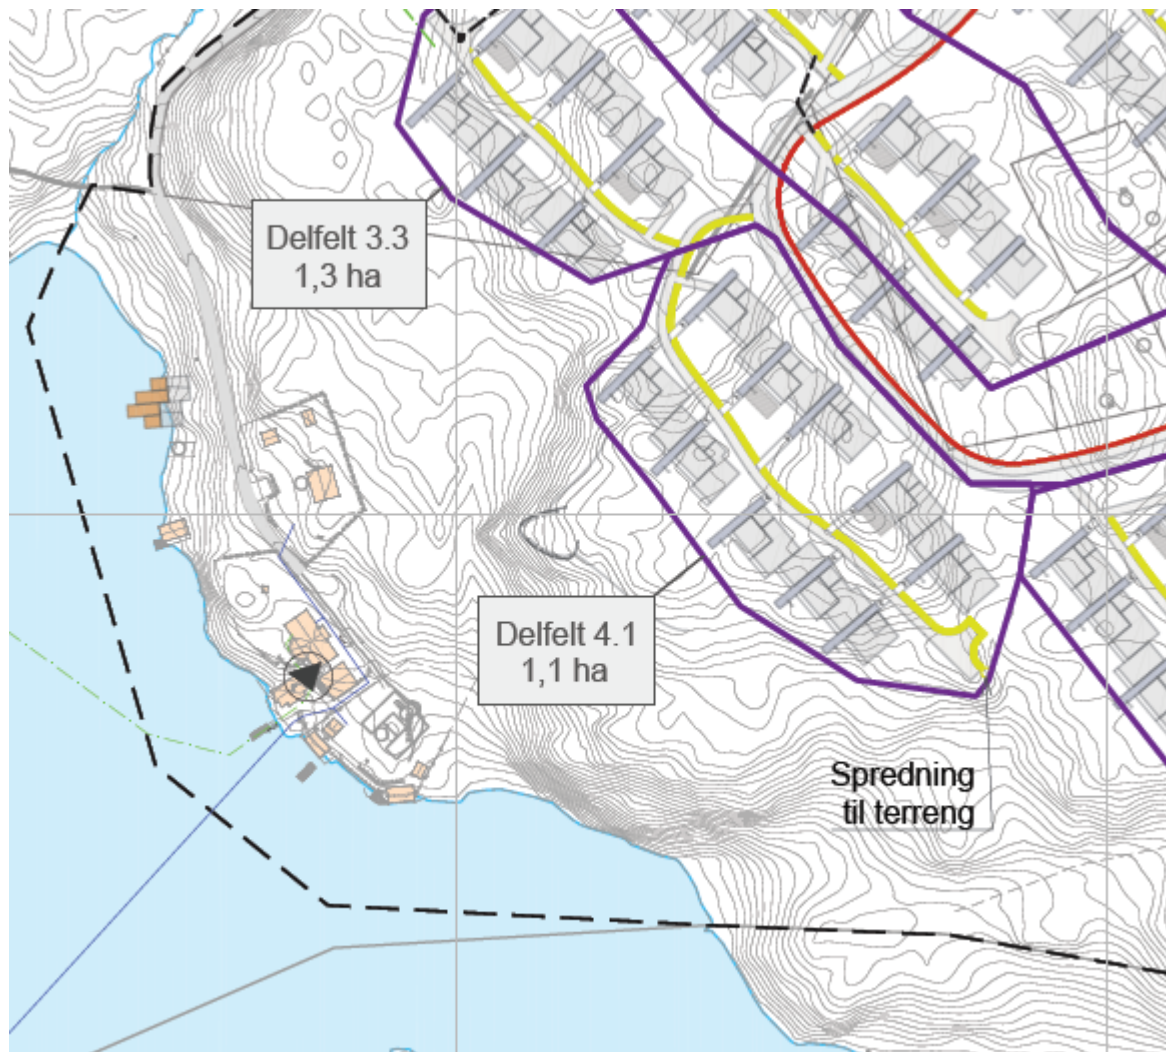 Delfelt 3.3
1,3 ha
Delfelt 4.1
1,1 ha
Spredning
til terreng